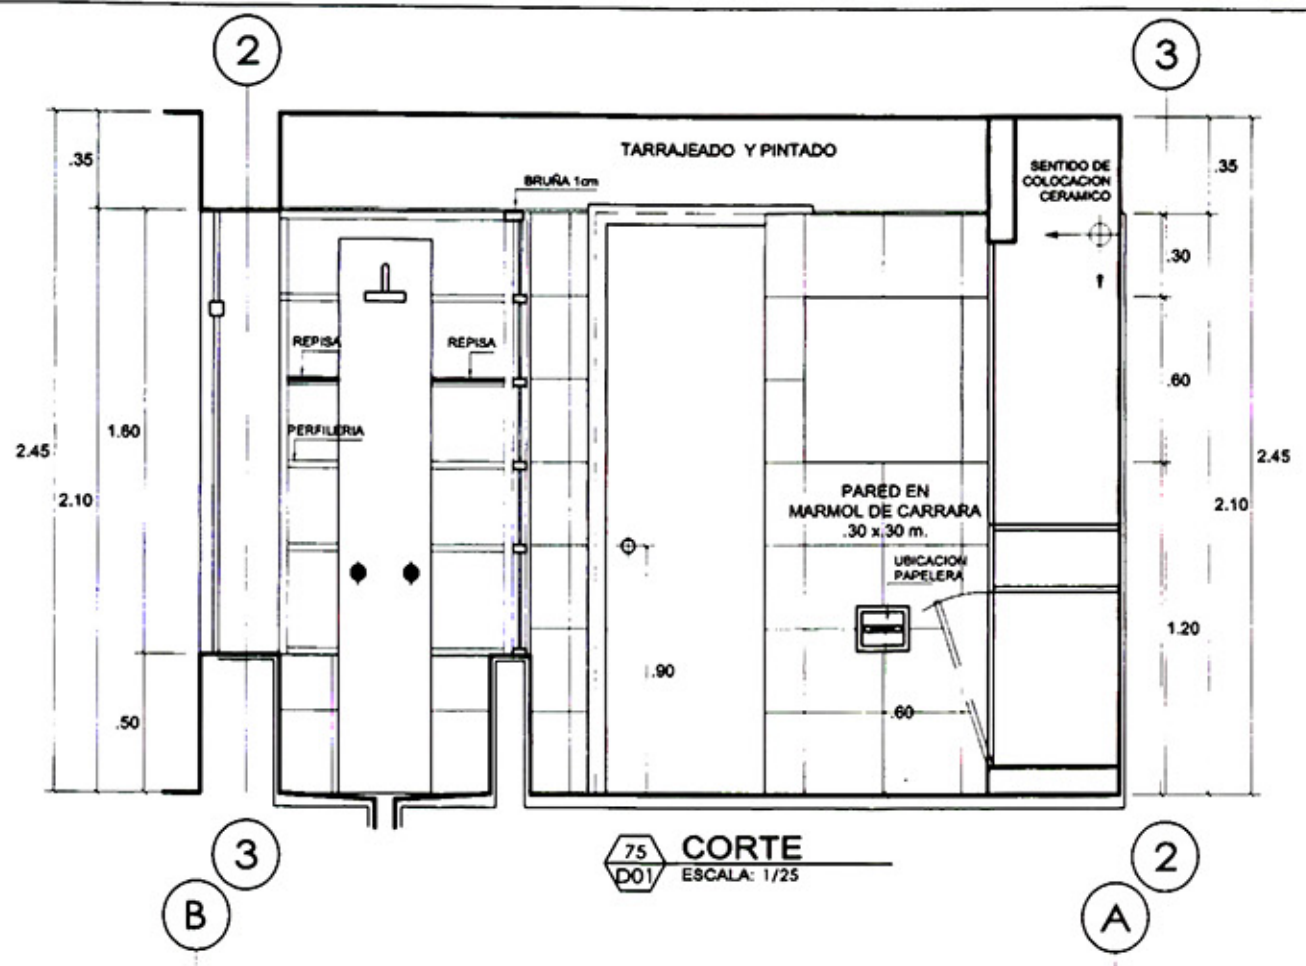 2
3
.35
TARRAJEADO Y PINTADO
SENTIDO DE
COLOCACION
CERAMICO
.35
BRUÑA 1cm
.30
REPISA
REPISA
.60
PERFILERIA
1.60
2.45
2.10
2.45
2.10
PARED EN
MARMOL DE CARRARA
.30 x.30 m.
UBICACION
PAPELERA
1.20
.90
.60
.50
75
D01
CORTE
ESCALA: 1/25
3
2
B
A